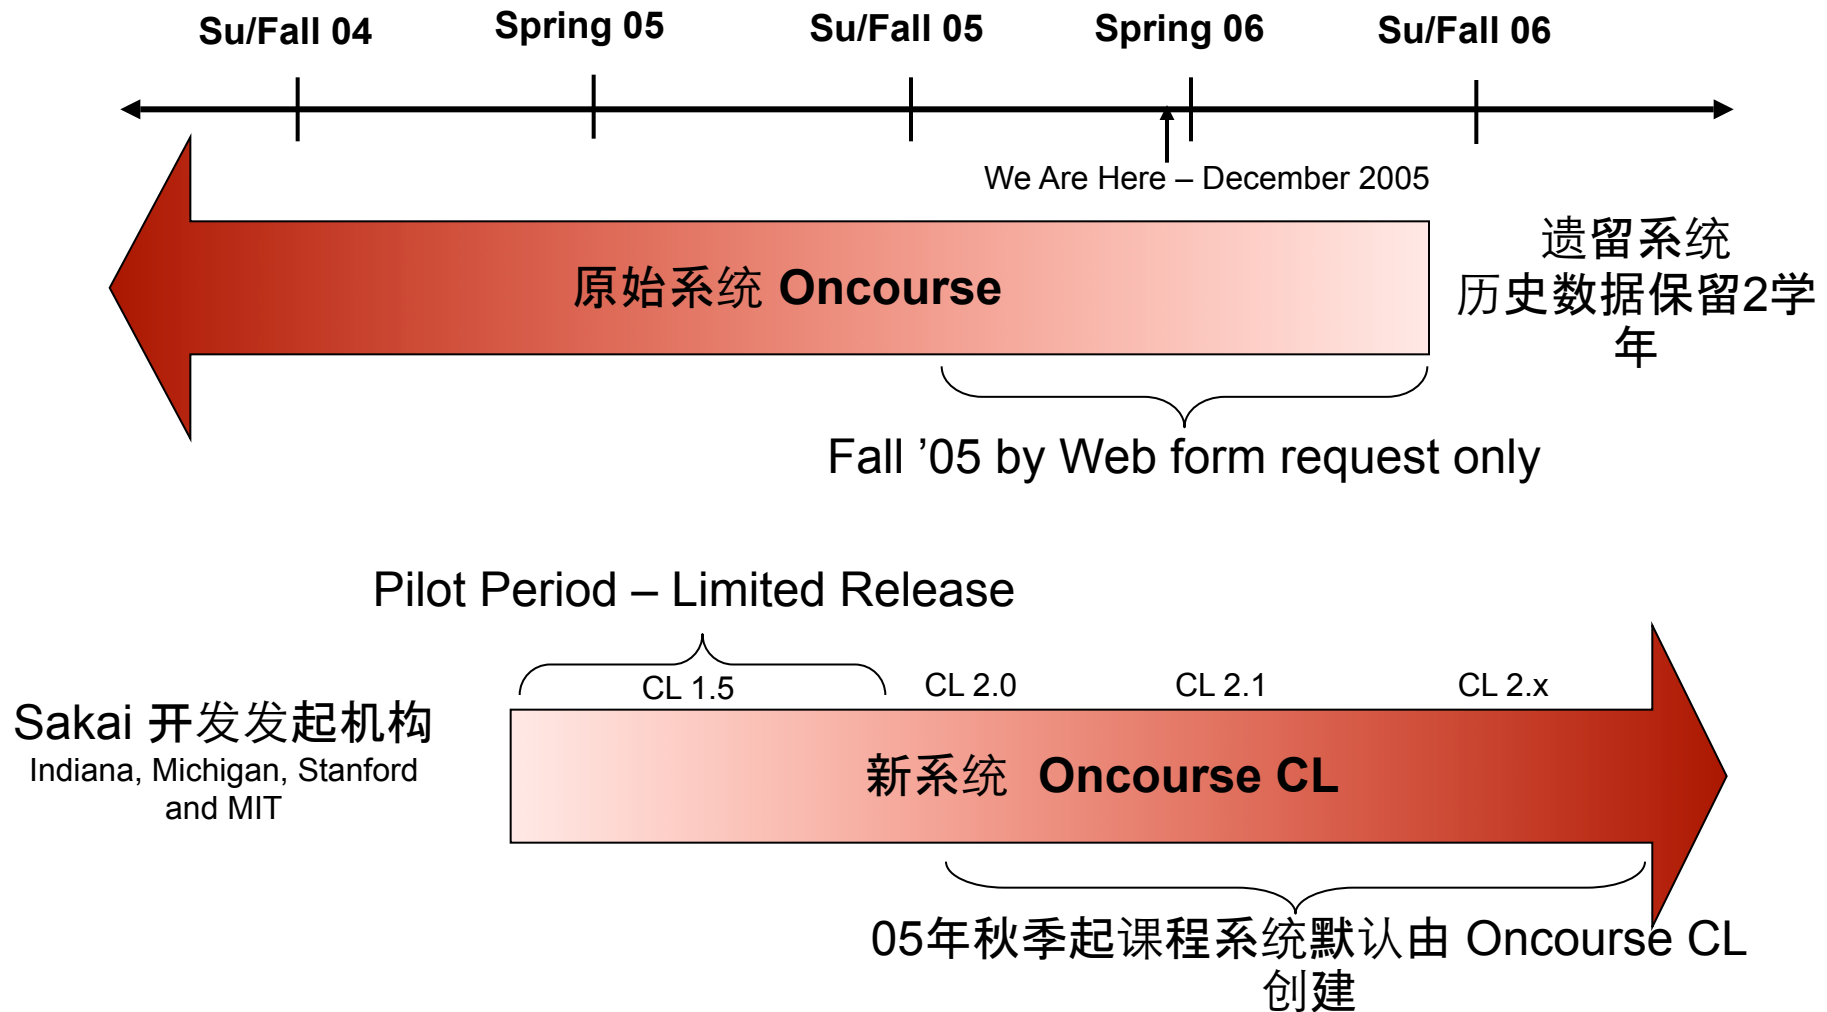 Su/Fall 04
Spring 05
Su/Fall 05
Spring 06
Su/Fall 06
We Are Here – December 2005
原始系统 Oncourse
遗留系统
历史数据保留2学
年
Fall ’05 by Web form request only
Pilot Period – Limited Release
CL 1.5
CL 2.0
CL 2.1
CL 2.x
Sakai 开发发起机构
Indiana, Michigan, Stanford
and MIT
新系统 Oncourse CL
05年秋季起课程系统默认由 Oncourse CL
创建